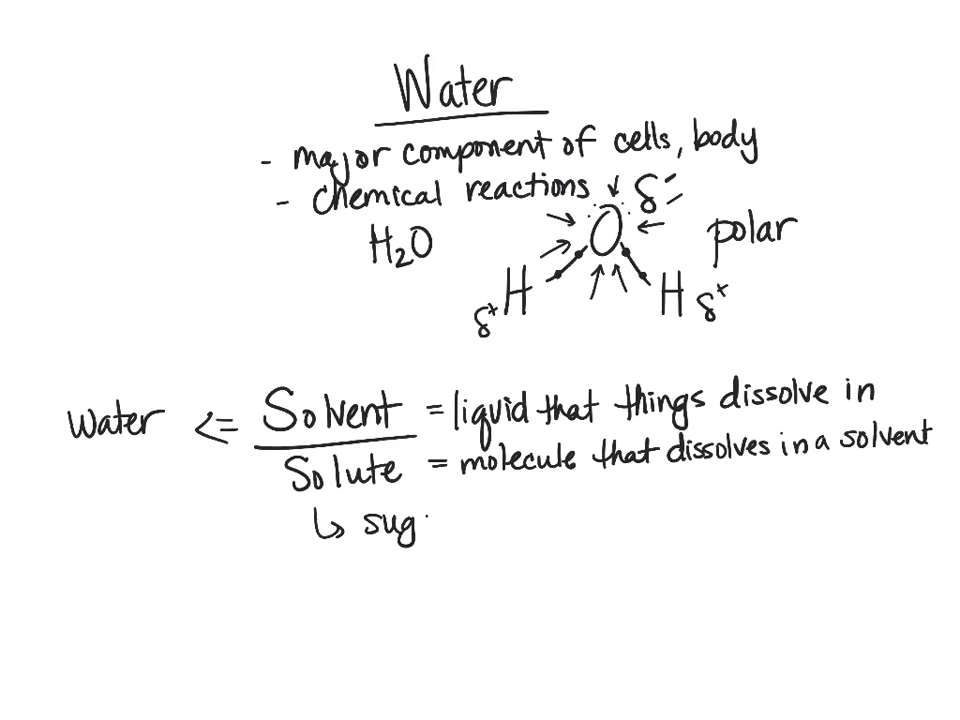 Water
- major component of cells, body
- chemical reactions
H₂O
O δ⁼
polar
δ⁺ H
H δ⁺
Water <= Solvent = liquid that things dissolve in
Solute = molecule that dissolves in a solvent
↳ sug